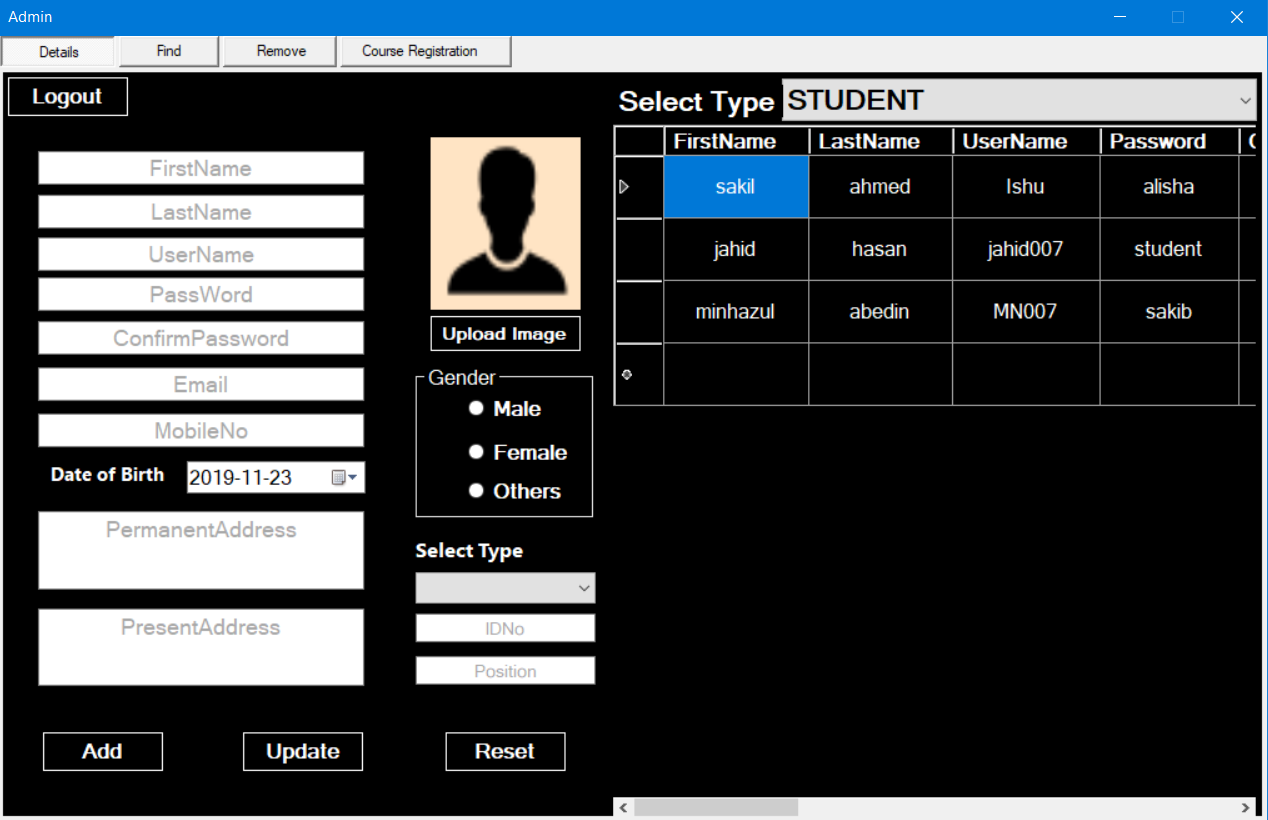 Admin
Details Find Remove Course Registration
Logout
FirstName
LastName
UserName
PassWord
ConfirmPassword
Email
MobileNo
Date of Birth 2019-11-23
PermanentAddress
PresentAddress
Add Update Reset
Upload Image
Gender
Male
Female
Others
Select Type
IDNo
Position
Select Type STUDENT
FirstName LastName UserName Password
sakil ahmed Ishu alisha
jahid hasan jahid007 student
minhazul abedin MN007 sakib